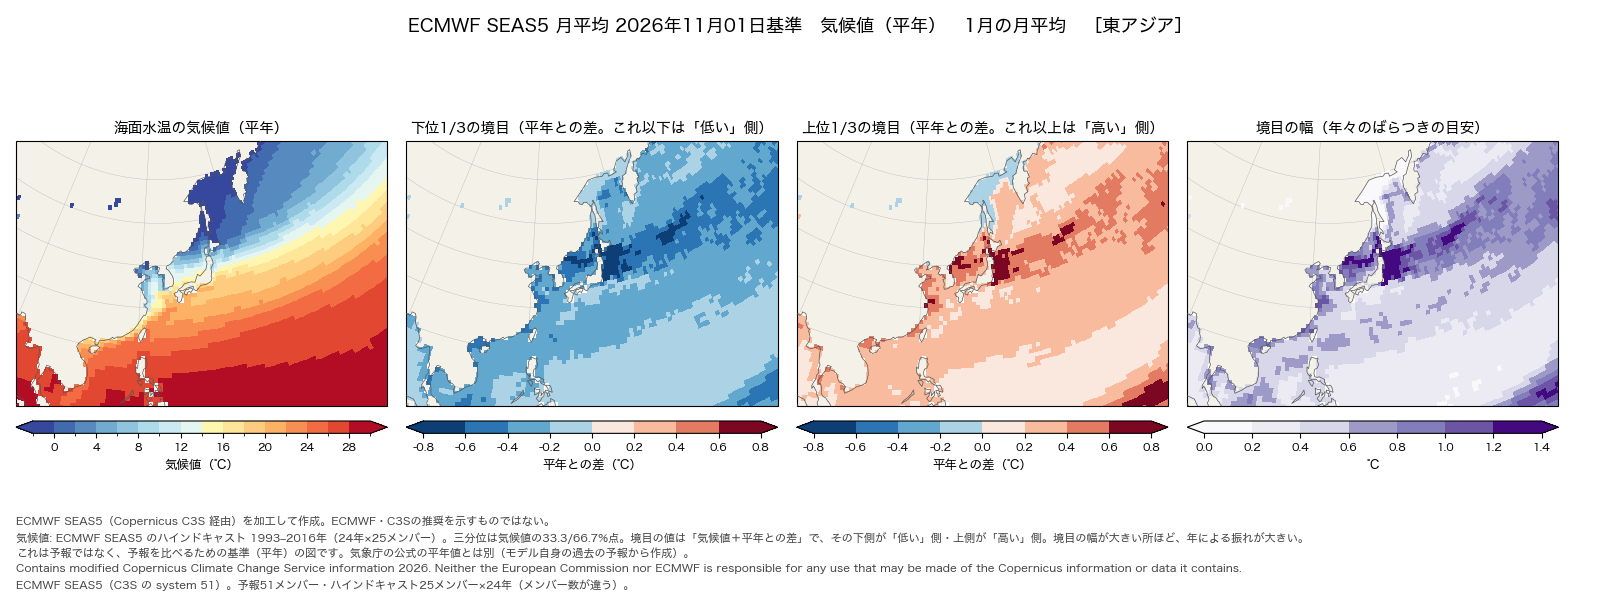 ECMWF SEAS5 月平均 2026年11月01日基準　気候値（平年）　1月の月平均　［東アジア］
海面水温の気候値（平年）
下位1/3の境目（平年との差。これ以下は「低い」側）
上位1/3の境目（平年との差。これ以上は「高い」側）
境目の幅（年々のばらつきの目安）
0 4 8 12 16 20 24 28
気候値（℃）
-0.8 -0.6 -0.4 -0.2 0.0 0.2 0.4 0.6 0.8
平年との差（℃）
-0.8 -0.6 -0.4 -0.2 0.0 0.2 0.4 0.6 0.8
平年との差（℃）
0.0 0.2 0.4 0.6 0.8 1.0 1.2 1.4
℃
ECMWF SEAS5（Copernicus C3S 経由）を加工して作成。ECMWF・C3Sの推奨を示すものではない。
気候値: ECMWF SEAS5 のハインドキャスト 1993–2016年（24年×25メンバー）。三分位は気候値の33.3/66.7%点。境目の値は「気候値＋平年との差」で、その下側が「低い」側・上側が「高い」側。境目の幅が大きい所ほど、年による振れが大きい。
これは予報ではなく、予報を比べるための基準（平年）の図です。気象庁の公式の平年値とは別（モデル自身の過去の予報から作成）。
Contains modified Copernicus Climate Change Service information 2026. Neither the European Commission nor ECMWF is responsible for any use that may be made of the Copernicus information or data it contains.
ECMWF SEAS5（C3S の system 51）。予報51メンバー・ハインドキャスト25メンバー×24年（メンバー数が違う）。